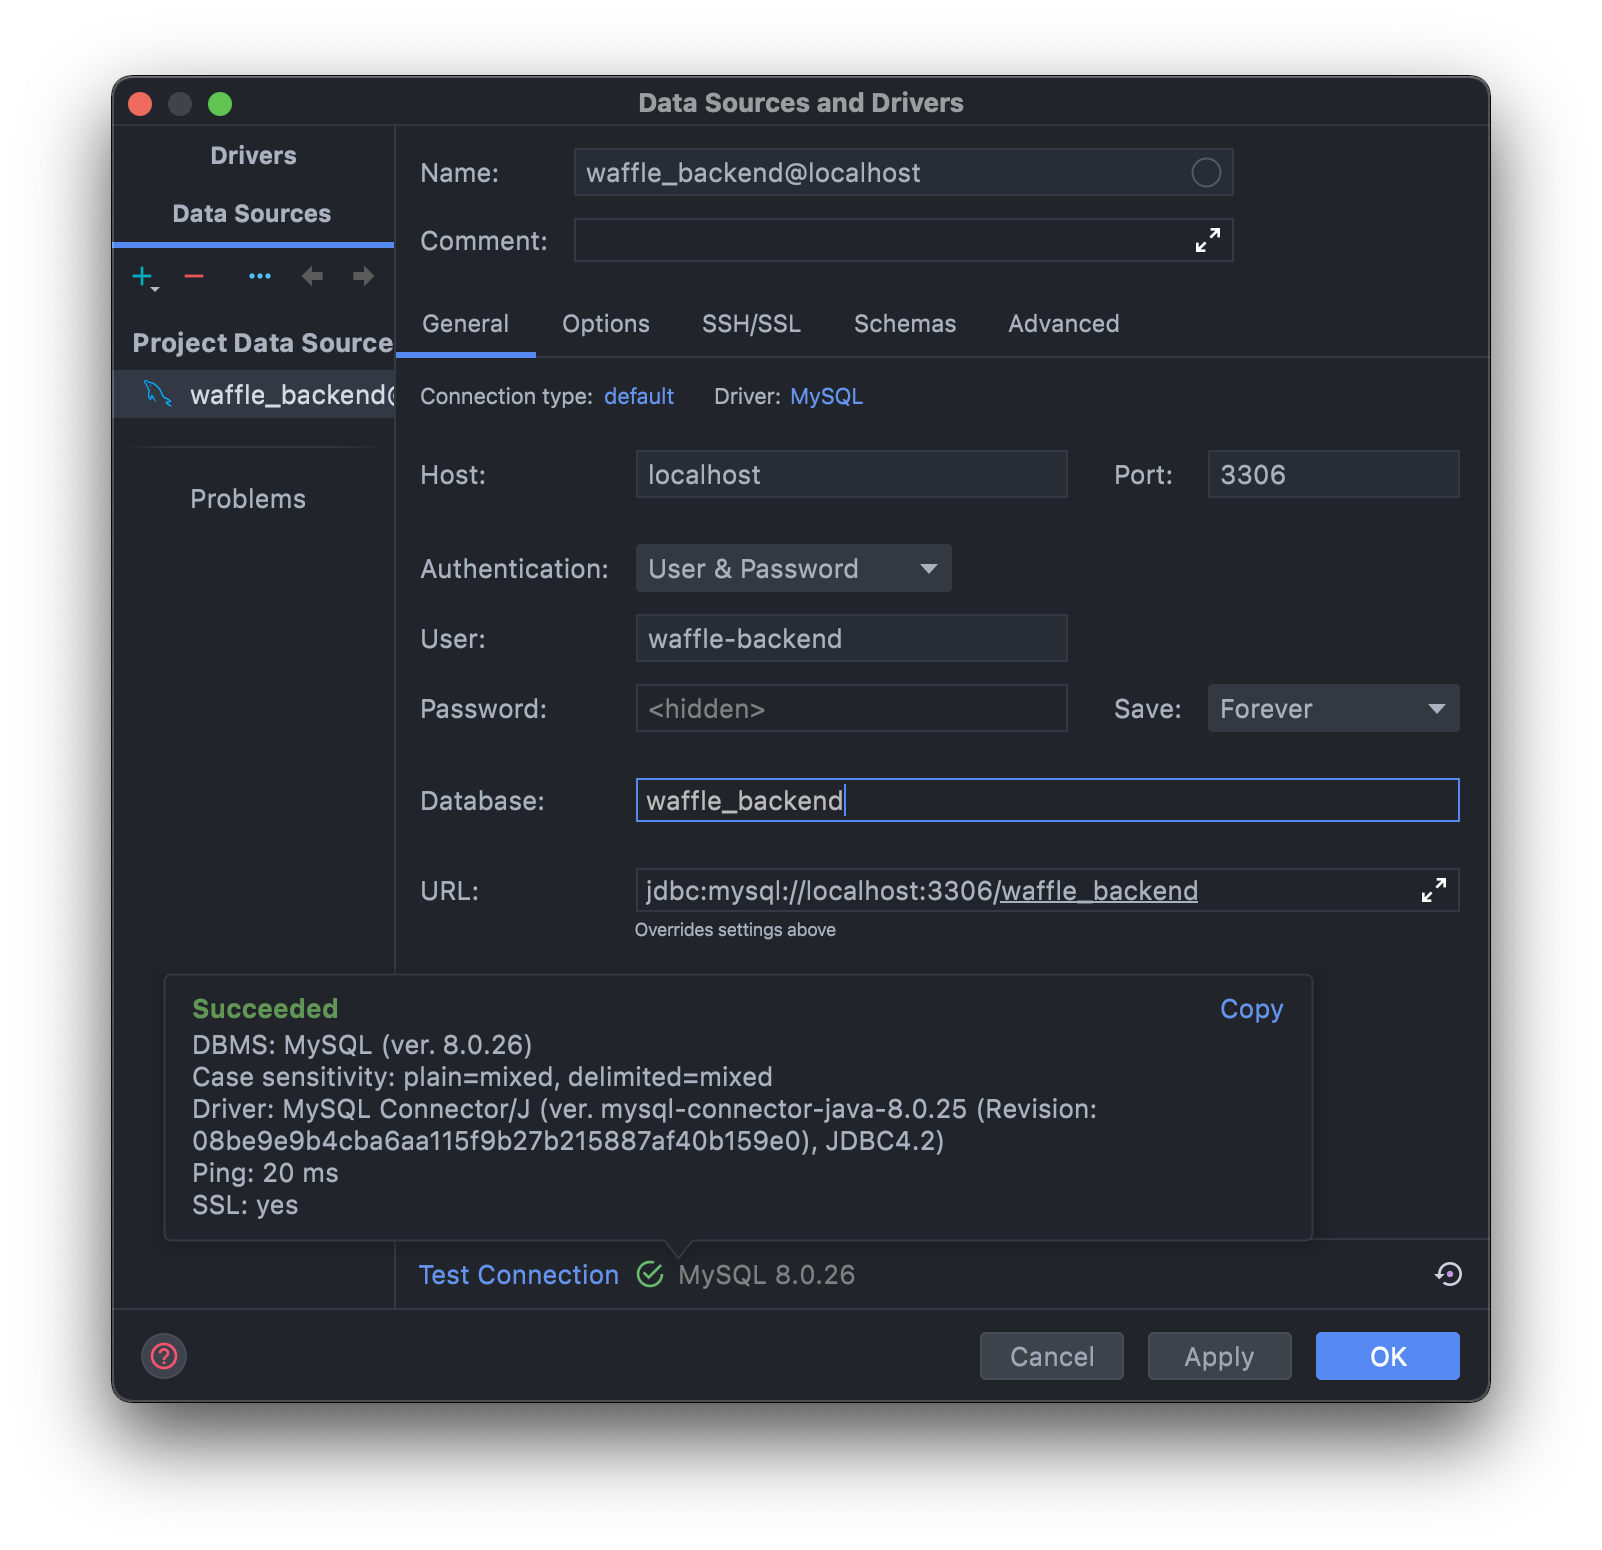 Data Sources and Drivers
Drivers
Data Sources
Project Data Source
waffle_backend@
Problems
Name: waffle_backend@localhost
Comment:
General Options SSH/SSL Schemas Advanced
Connection type: default Driver: MySQL
Host: localhost Port: 3306
Authentication: User & Password
User: waffle-backend
Password: <hidden> Save: Forever
Database: waffle_backend
URL: jdbc:mysql://localhost:3306/waffle_backend
Overrides settings above
Succeeded Copy
DBMS: MySQL (ver. 8.0.26)
Case sensitivity: plain=mixed, delimited=mixed
Driver: MySQL Connector/J (ver. mysql-connector-java-8.0.25 (Revision:
08be9e9b4cba6aa115f9b27b215887af40b159e0), JDBC4.2)
Ping: 20 ms
SSL: yes
Test Connection MySQL 8.0.26
? Cancel Apply OK